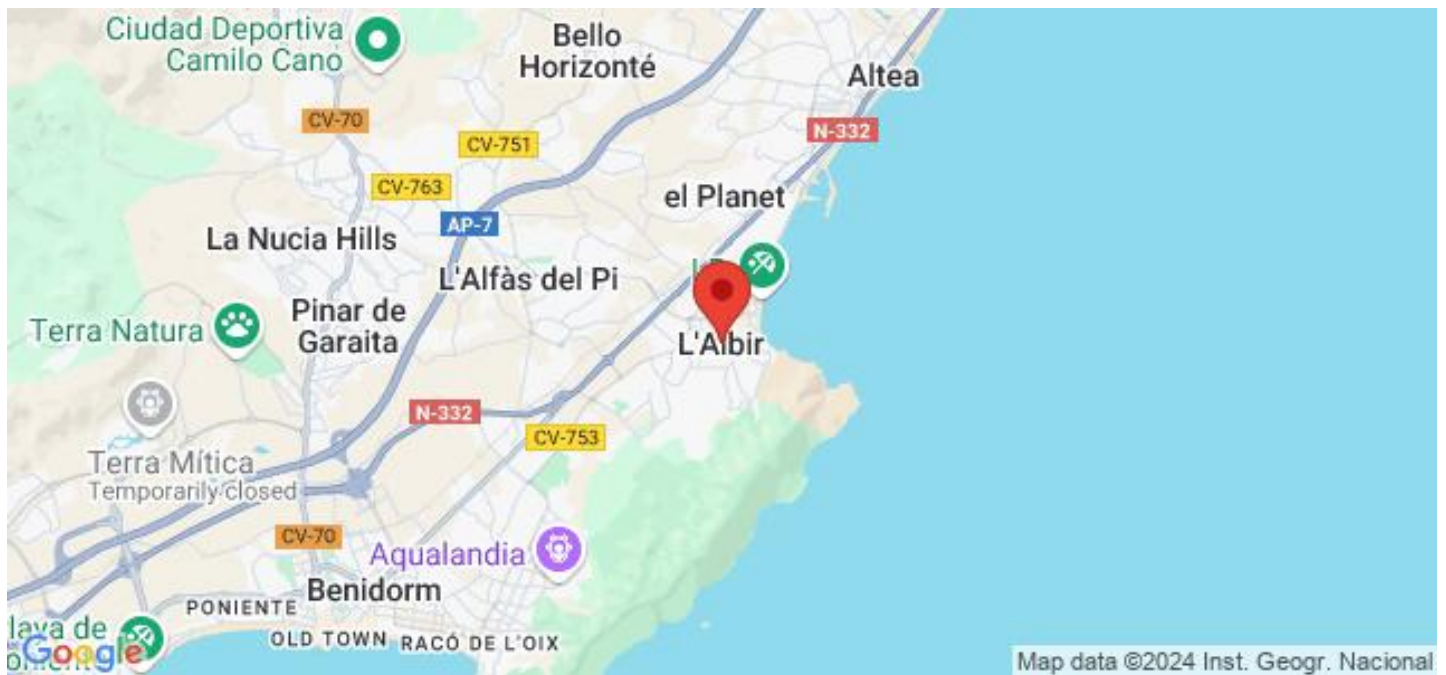 Ciudad Deportiva
Camilo Cano
Bello
Horizonté
Altea
CV-70
N-332
CV-751
CV-763
el Planet
AP-7
La Nucia Hills
L'Alfàs del Pi
Pinar de
Garaita
Terra Natura
L'Albir
N-332
CV-753
Terra Mítica
Temporarily closed
CV-70
Aqualandia
Benidorm
PONIENTE
OLD TOWN
RACÓ DE L'OIX
laya de
Google
Map data ©2024 Inst. Geogr. Nacional